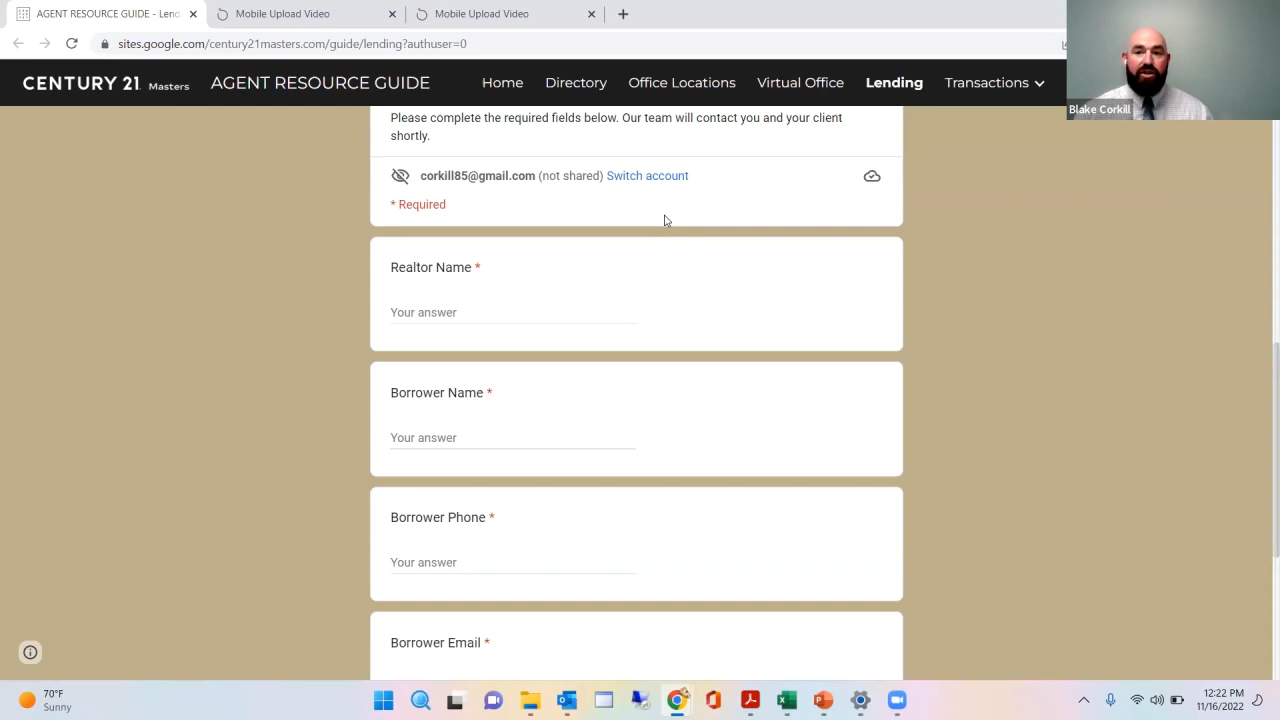 AGENT RESOURCE GUIDE - Lend
Mobile Upload Video
Mobile Upload Video
sites.google.com/century21masters.com/guide/lending?authuser=0
CENTURY 21. Masters
AGENT RESOURCE GUIDE
Home
Directory
Office Locations
Virtual Office
Lending
Transactions
Blake Corkill
Please complete the required fields below. Our team will contact you and your client
shortly.
corkill85@gmail.com (not shared) Switch account
* Required
Realtor Name *
Your answer
Borrower Name *
Your answer
Borrower Phone *
Your answer
Borrower Email *
70°F
Sunny
12:22 PM
11/16/2022